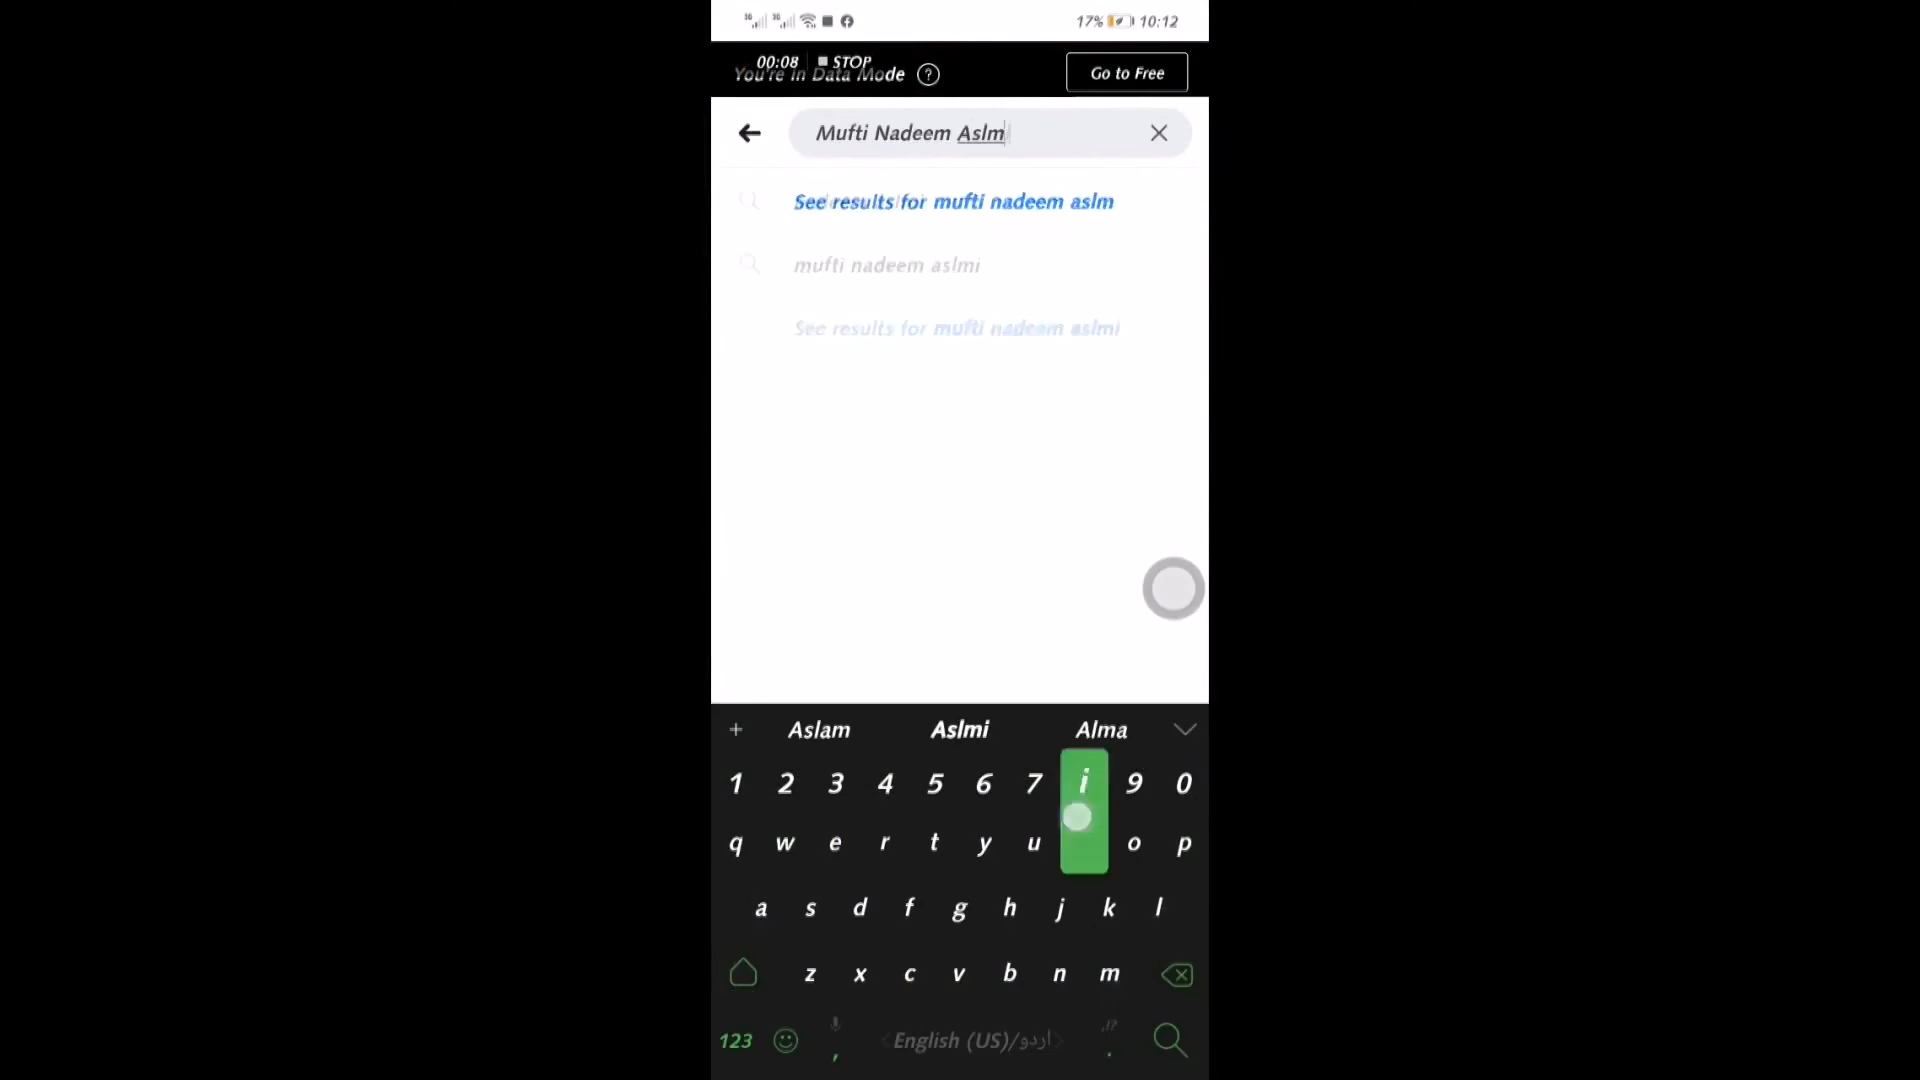 3G 3G 17% 10:12
00:08 STOP
You're in Data Mode ? Go to Free
Mufti Nadeem Aslm
See results for mufti nadeem aslm
mufti nadeem aslmi
See results for mufti nadeem aslmi
+ Aslam Aslmi Alma
1 2 3 4 5 6 7 i 9 0
q w e r t y u o p
a s d f g h j k l
z x c v b n m
123 , English (US)/اردو ,!? .